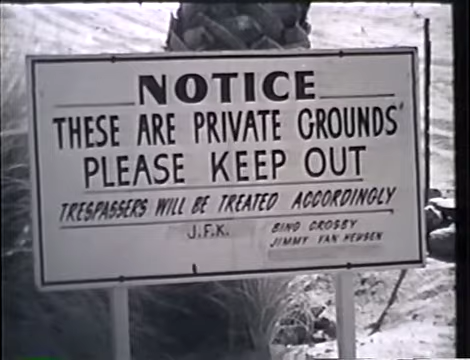 NOTICE
THESE ARE PRIVATE GROUNDS
PLEASE KEEP OUT
TRESPASSERS WILL BE TREATED ACCORDINGLY
J.F.K.
BING CROSBY
JIMMY VAN HEUSEN